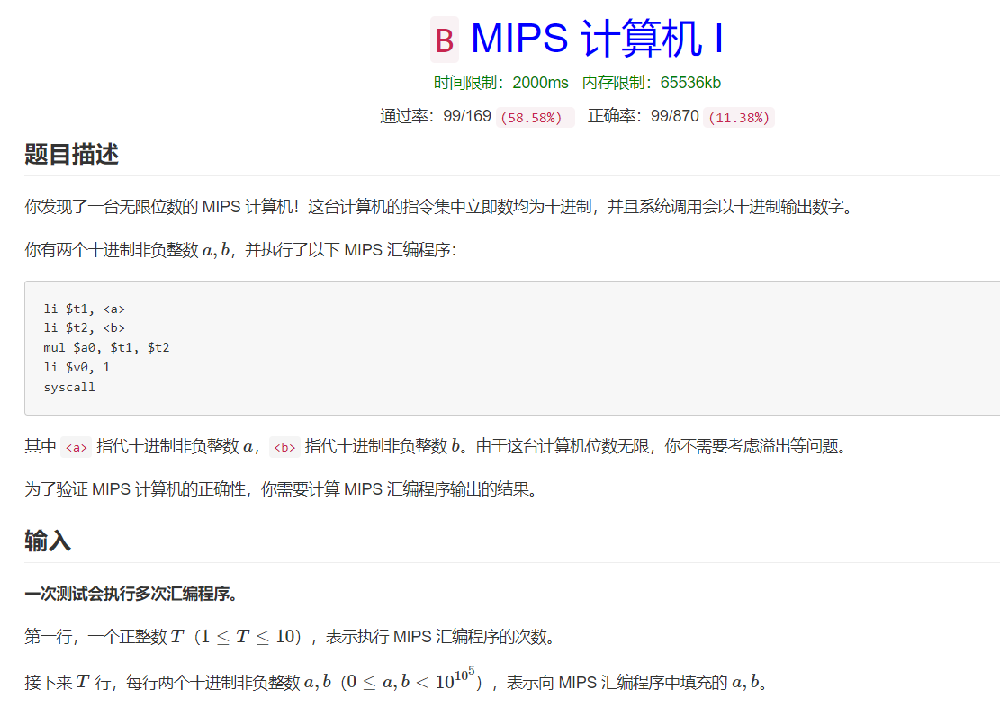 B MIPS 计算机 I
时间限制：2000ms 内存限制：65536kb
通过率：99/169 (58.58%) 正确率：99/870 (11.38%)
题目描述
你发现了一台无限位数的 MIPS 计算机！这台计算机的指令集中立即数均为十进制，并且系统调用会以十进制输出数字。
你有两个十进制非负整数 a, b，并执行了以下 MIPS 汇编程序：
li $t1, <a>
li $t2, <b>
mul $a0, $t1, $t2
li $v0, 1
syscall
其中 <a> 指代十进制非负整数 a，<b> 指代十进制非负整数 b。由于这台计算机位数无限，你不需要考虑溢出等问题。
为了验证 MIPS 计算机的正确性，你需要计算 MIPS 汇编程序输出的结果。
输入
一次测试会执行多次汇编程序。
第一行，一个正整数 T（1 ≤ T ≤ 10），表示执行 MIPS 汇编程序的次数。
接下来 T 行，每行两个十进制非负整数 a, b（0 ≤ a, b < 10^{10^5}），表示向 MIPS 汇编程序中填充的 a, b。